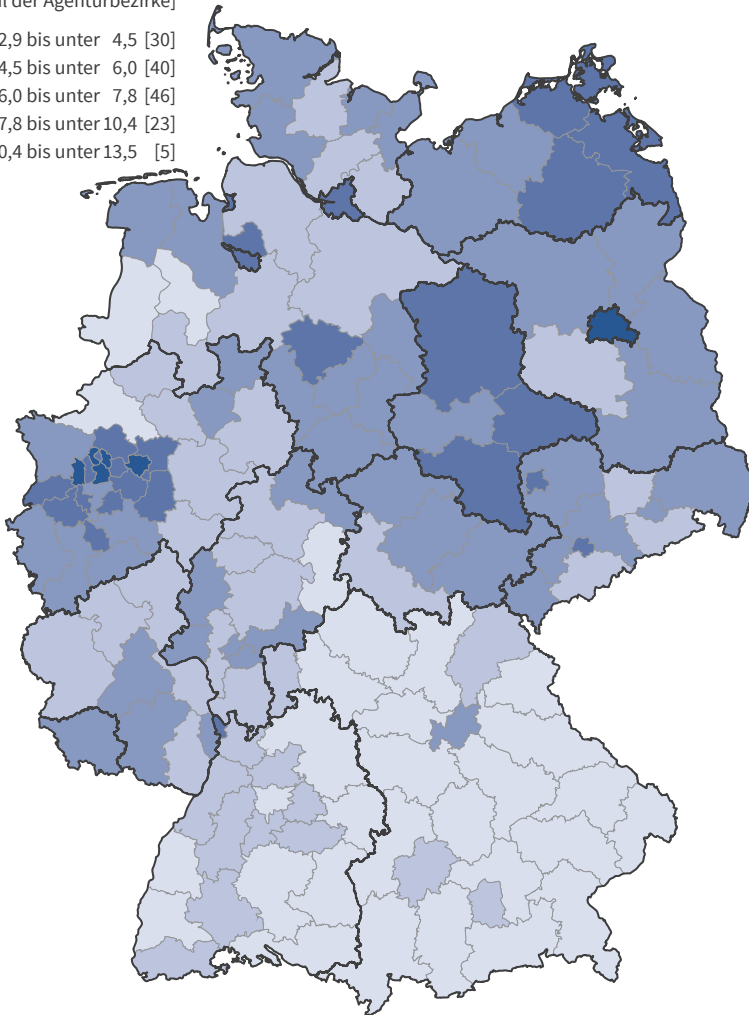 der Agenturbezirke]
2,9 bis unter 4,5 [30]
4,5 bis unter 6,0 [40]
6,0 bis unter 7,8 [46]
7,8 bis unter 10,4 [23]
0,4 bis unter 13,5 [5]